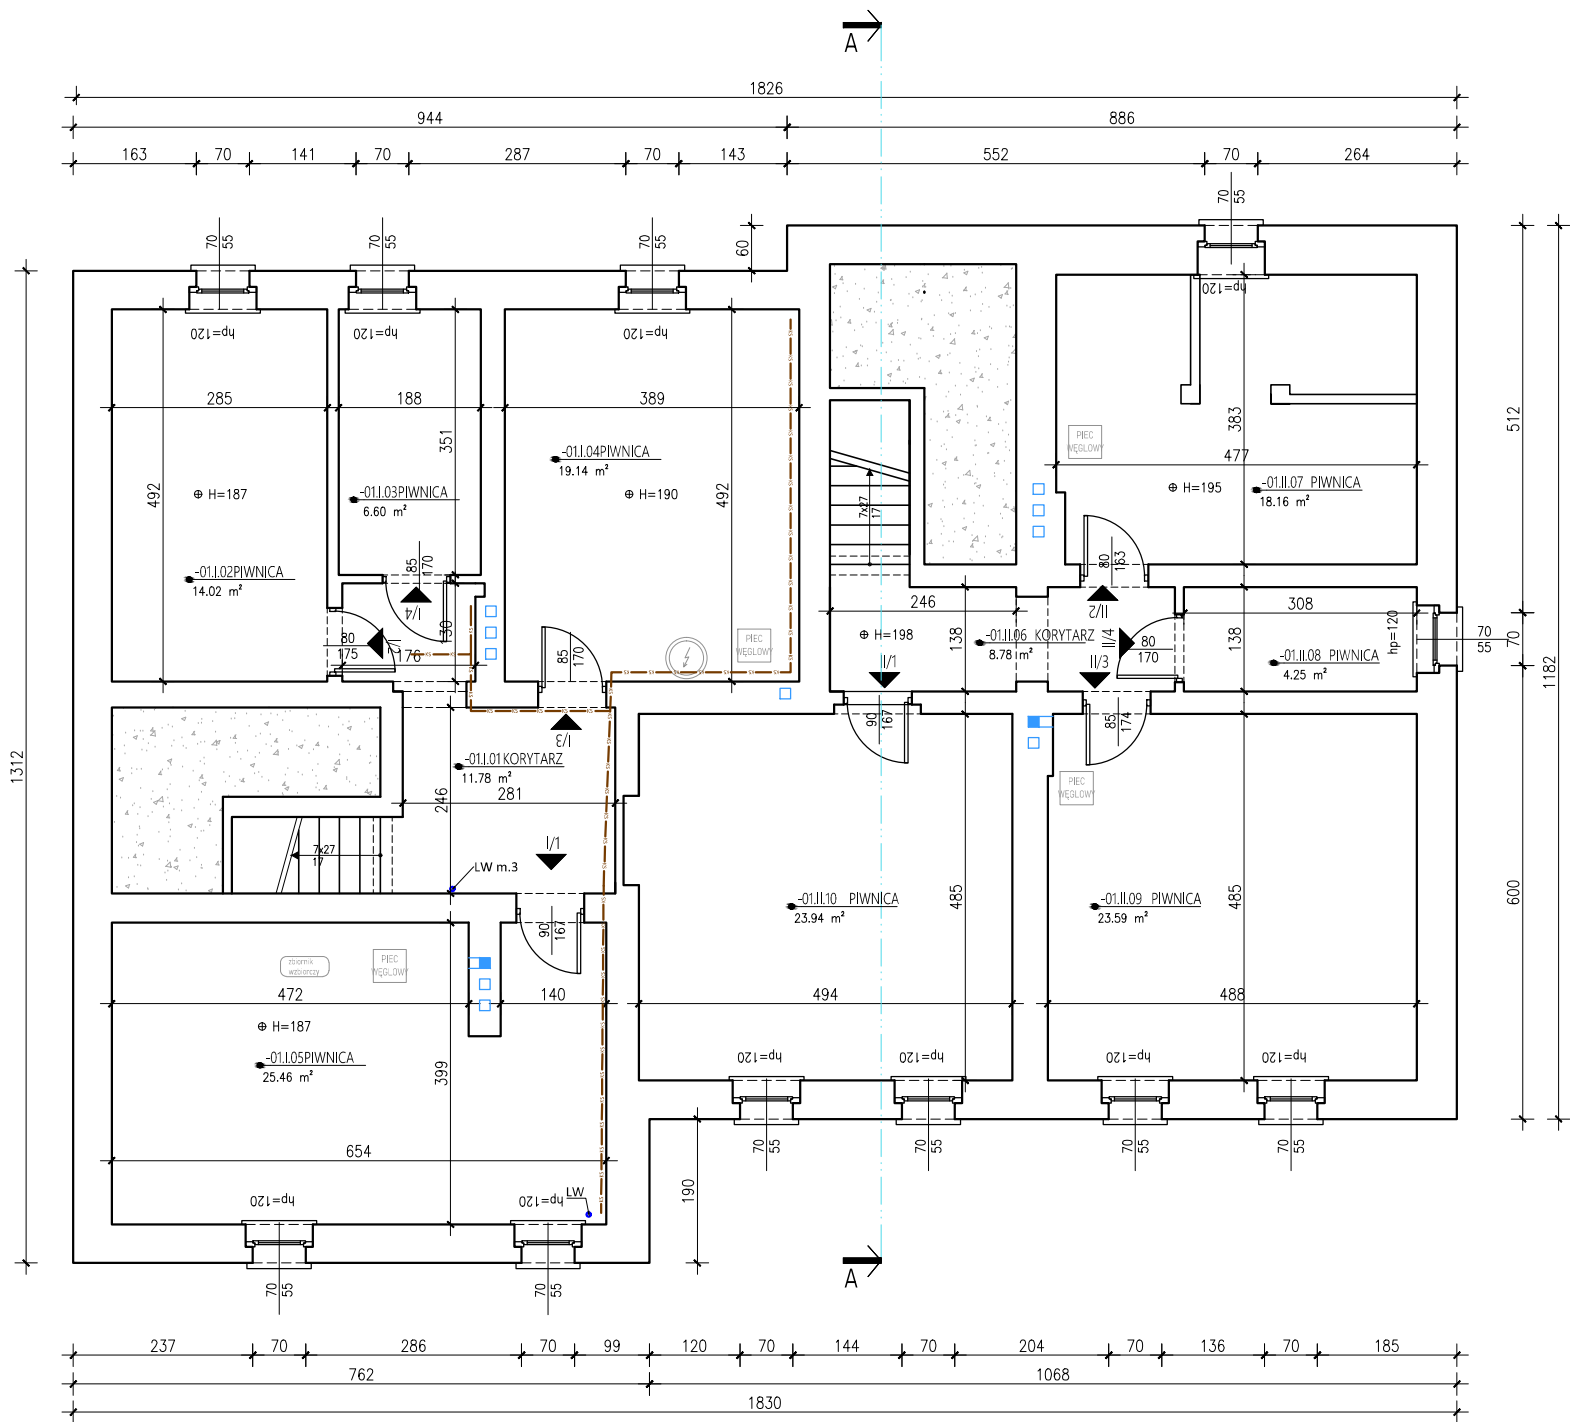 A
1826
944
886
163
70
141
70
287
70
143
552
70
264
70
55
70
55
70
55
60
70
55
hp=120
hp=120
hp=120
hp=120
285
188
389
351
492
492
383
512
PIEC
WĘGLOWY
477
-01.I.04PIWNICA
19.14 m²
H=187
-01.I.03PIWNICA
6.60 m²
H=190
H=195
-01.II.07 PIWNICA
18.16 m²
7x27
17
-01.I.02PIWNICA
14.02 m²
85
170
I/4
130
80
175
I/2
176
85
170
PIEC
WĘGLOWY
I/3
80
163
II/2
246
138
H=198
-01.II.06 KORYTARZ
8.78 m²
II/1
II/4
II/3
80
170
308
138
-01.II.08 PIWNICA
4.25 m²
hp=120
70
55
70
1182
1312
90
167
85
174
-01.I.01 KORYTARZ
11.78 m²
246
281
PIEC
WĘGLOWY
7x27
17
I/1
LW m.3
-01.II.10 PIWNICA
23.94 m²
485
-01.II.09 PIWNICA
23.59 m²
485
600
90
167
zbiornik
wzbiorczy
PIEC
WĘGLOWY
472
140
494
488
H=187
-01.I.05PIWNICA
25.46 m²
399
hp=120
hp=120
hp=120
hp=120
654
70
55
70
55
70
55
70
55
190
LW
hp=120
hp=120
A
70
55
70
55
237
70
286
70
99
120
70
144
70
204
70
136
70
185
762
1068
1830